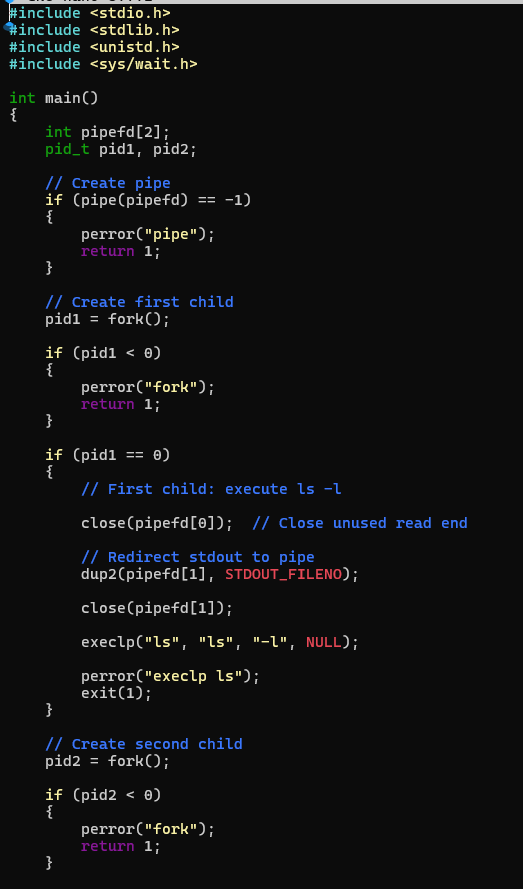 #include <stdio.h>
#include <stdlib.h>
#include <unistd.h>
#include <sys/wait.h>

int main()
{
    int pipefd[2];
    pid_t pid1, pid2;

    // Create pipe
    if (pipe(pipefd) == -1)
    {
        perror("pipe");
        return 1;
    }

    // Create first child
    pid1 = fork();

    if (pid1 < 0)
    {
        perror("fork");
        return 1;
    }

    if (pid1 == 0)
    {
        // First child: execute ls -l

        close(pipefd[0]);  // Close unused read end

        // Redirect stdout to pipe
        dup2(pipefd[1], STDOUT_FILENO);

        close(pipefd[1]);

        execlp("ls", "ls", "-l", NULL);

        perror("execlp ls");
        exit(1);
    }

    // Create second child
    pid2 = fork();

    if (pid2 < 0)
    {
        perror("fork");
        return 1;
    }